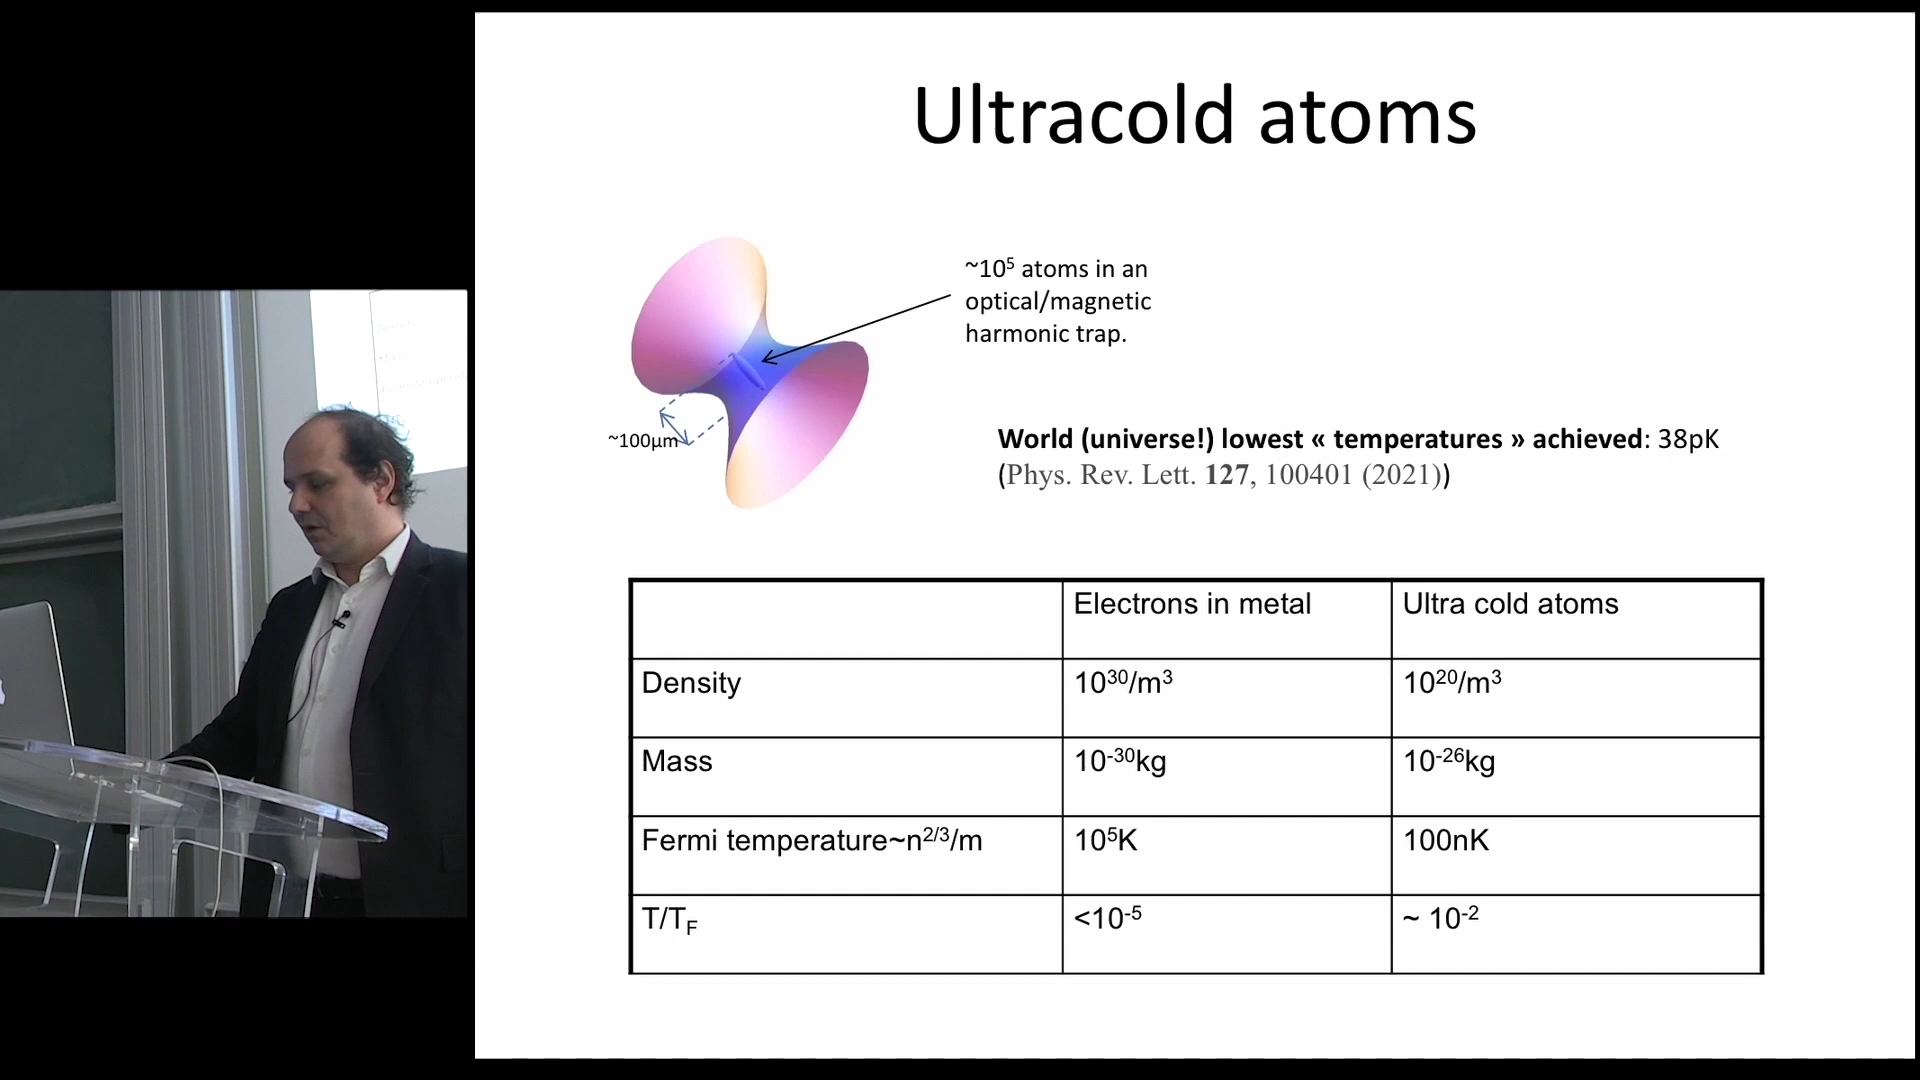 Ultracold atoms
~10⁵ atoms in an
optical/magnetic
harmonic trap.
~100μm
World (universe!) lowest « temperatures » achieved: 38pK
(Phys. Rev. Lett. 127, 100401 (2021))
Electrons in metal Ultra cold atoms
Density 10³⁰/m³ 10²⁰/m³
Mass 10⁻³⁰kg 10⁻²⁶kg
Fermi temperature~n²ᐟ³/m 10⁵K 100nK
T/T_F <10⁻⁵ ~ 10⁻²